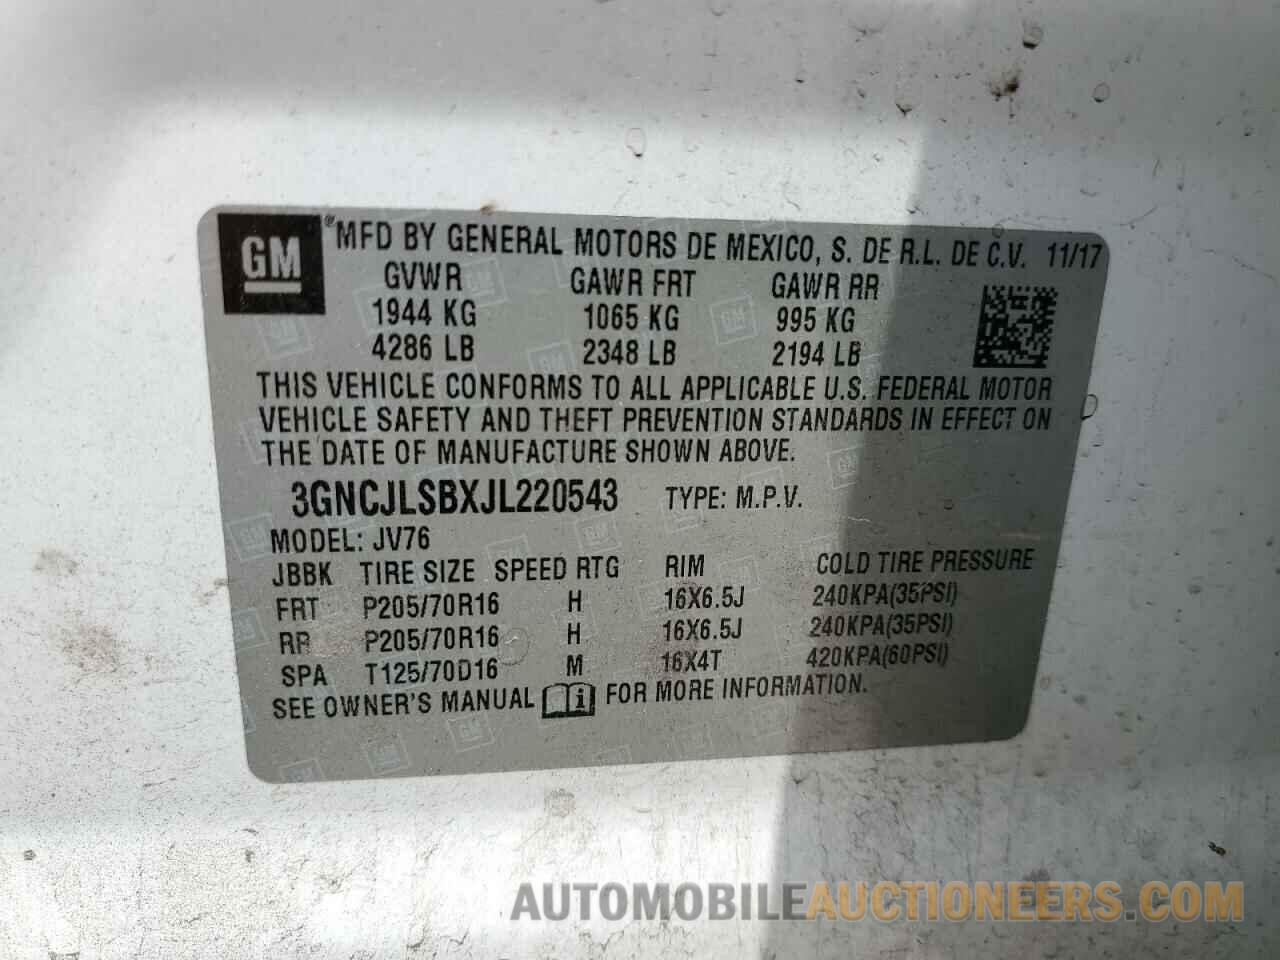 GM ® MFD BY GENERAL MOTORS DE MEXICO, S. DE R.L. DE C.V. 11/17
GVWR GAWR FRT GAWR RR
1944 KG 1065 KG 995 KG
4286 LB 2348 LB 2194 LB
THIS VEHICLE CONFORMS TO ALL APPLICABLE U.S. FEDERAL MOTOR
VEHICLE SAFETY AND THEFT PREVENTION STANDARDS IN EFFECT ON
THE DATE OF MANUFACTURE SHOWN ABOVE.
3GNCJLSBXJL220543 TYPE: M.P.V.
MODEL: JV76
JBBK TIRE SIZE SPEED RTG RIM COLD TIRE PRESSURE
FRT P205/70R16 H 16X6.5J 240KPA(35PSI)
RR P205/70R16 H 16X6.5J 240KPA(35PSI)
SPA T125/70D16 M 16X4T 420KPA(60PSI)
SEE OWNER'S MANUAL i FOR MORE INFORMATION.
AUTOMOBILEAUCTIONEERS.COM